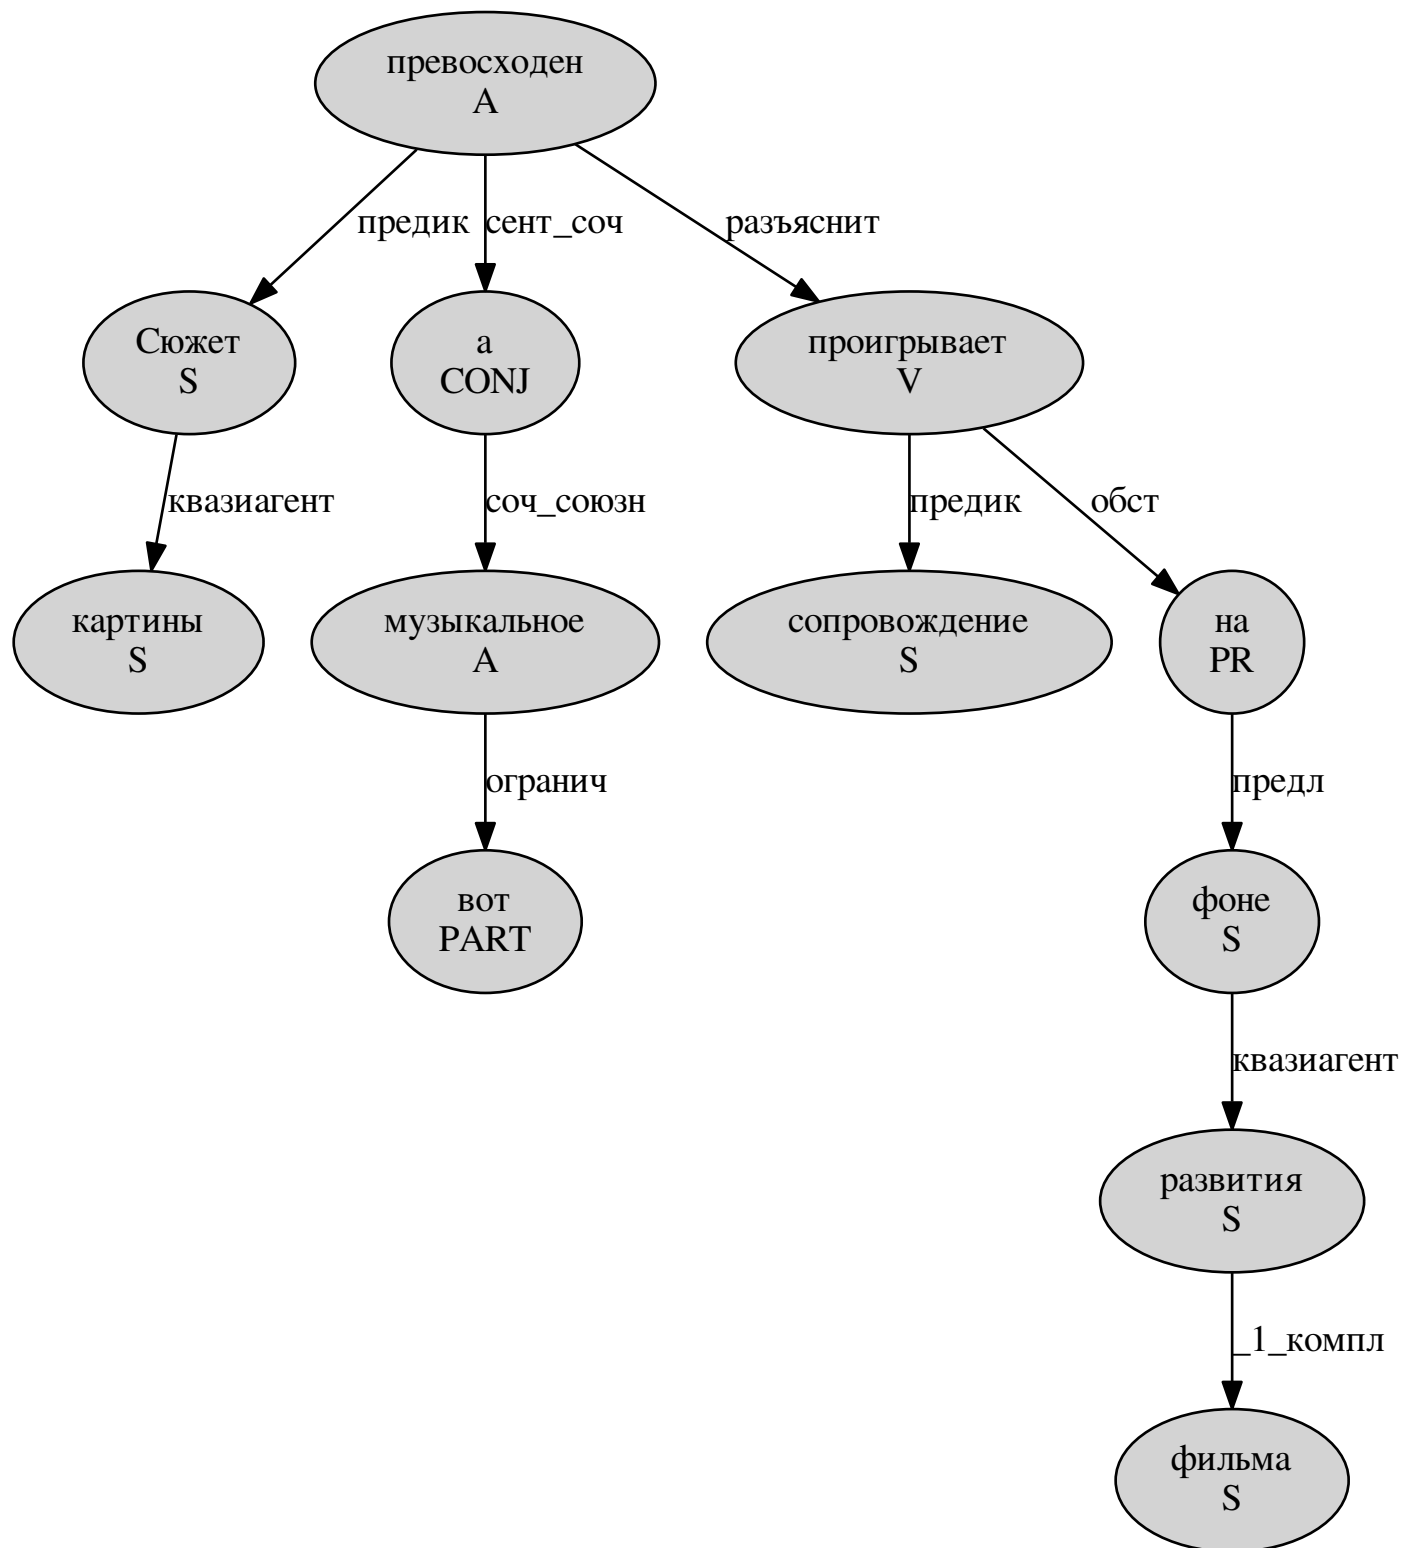 превосходен
A
предик сент_соч разъяснит
Сюжет
S
а
CONJ
проигрывает
V
квазиагент соч_союзн предик обст
картины
S
музыкальное
A
сопровождение
S
на
PR
огранич предл
вот
PART
фоне
S
квазиагент
развития
S
_1_компл
фильма
S